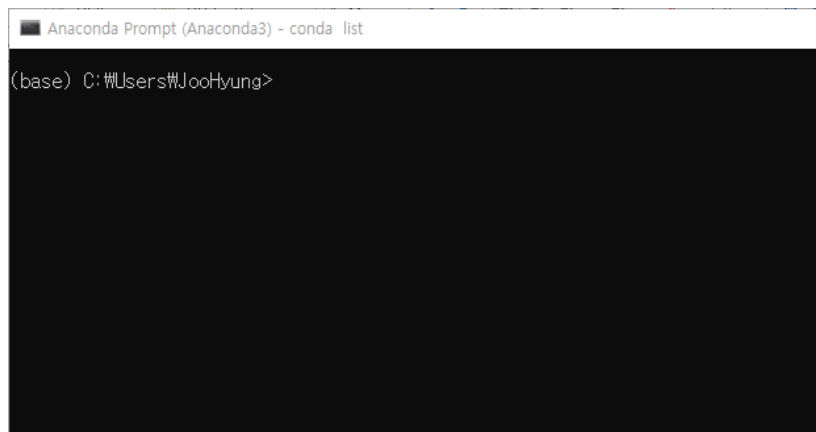 Anaconda Prompt (Anaconda3) - conda list
(base) C:₩Users₩JooHyung>